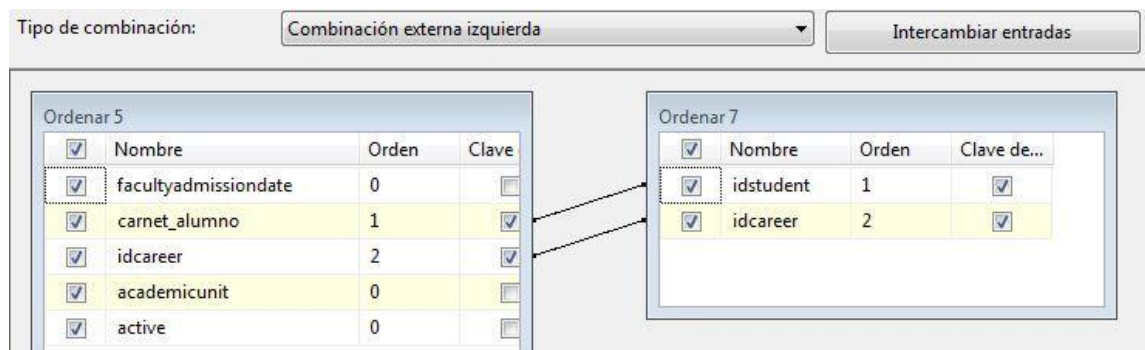 Tipo de combinación: Combinación externa izquierda Intercambiar entradas
Ordenar 5
Nombre Orden Clave
facultyadmissiondate 0
carnet_alumno 1
idcareer 2
academicunit 0
active 0
Ordenar 7
Nombre Orden Clave de...
idstudent 1
idcareer 2